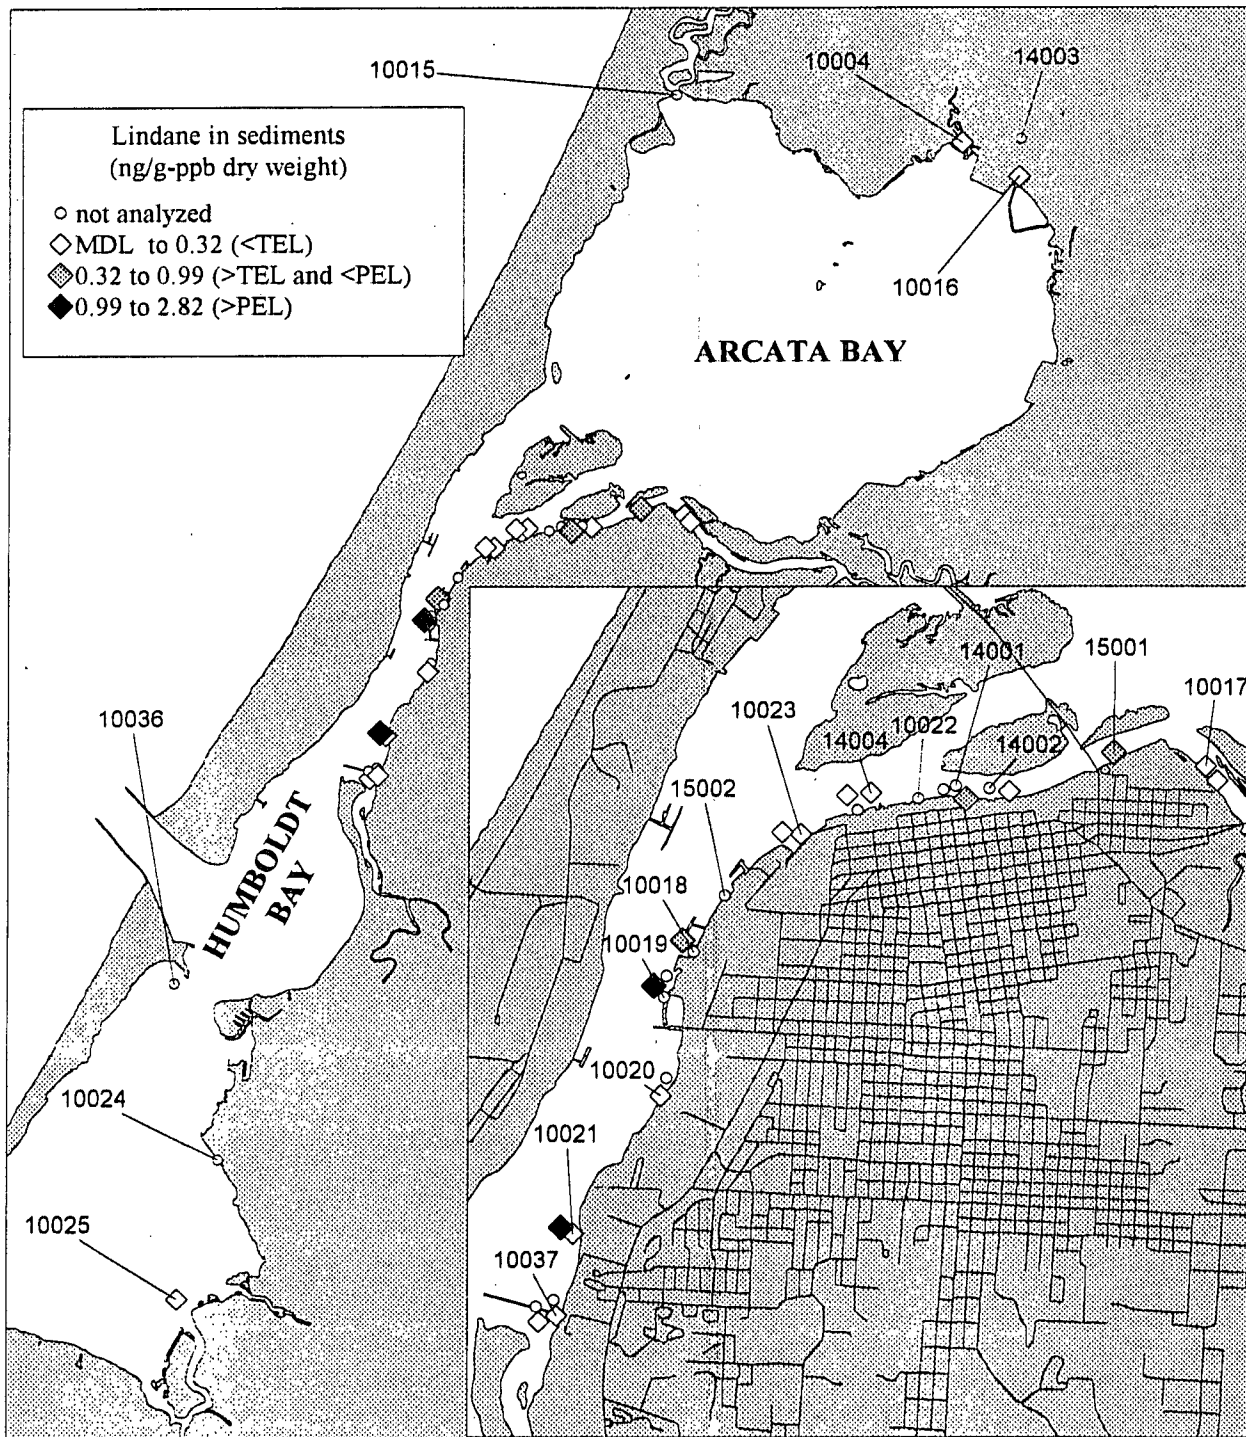 10015
10004
14003
Lindane in sediments
(ng/g-ppb dry weight)
not analyzed
MDL to 0.32 (<TEL)
0.32 to 0.99 (>TEL and <PEL)
0.99 to 2.82 (>PEL)
10016
ARCATA BAY
10036
HUMBOLDT
BAY
10024
10025
14001
15001
10017
10023
10022
14004
14002
15002
10018
10019
10020
10021
10037